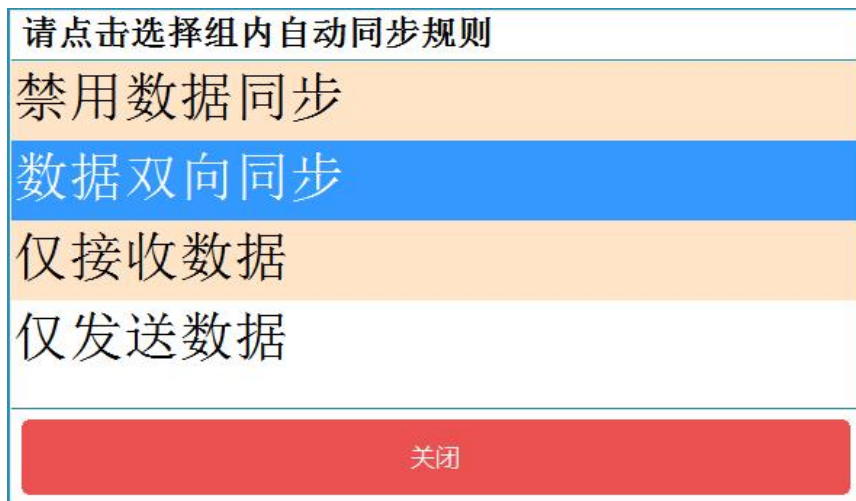 请点击选择组内自动同步规则
禁用数据同步
数据双向同步
仅接收数据
仅发送数据
关闭